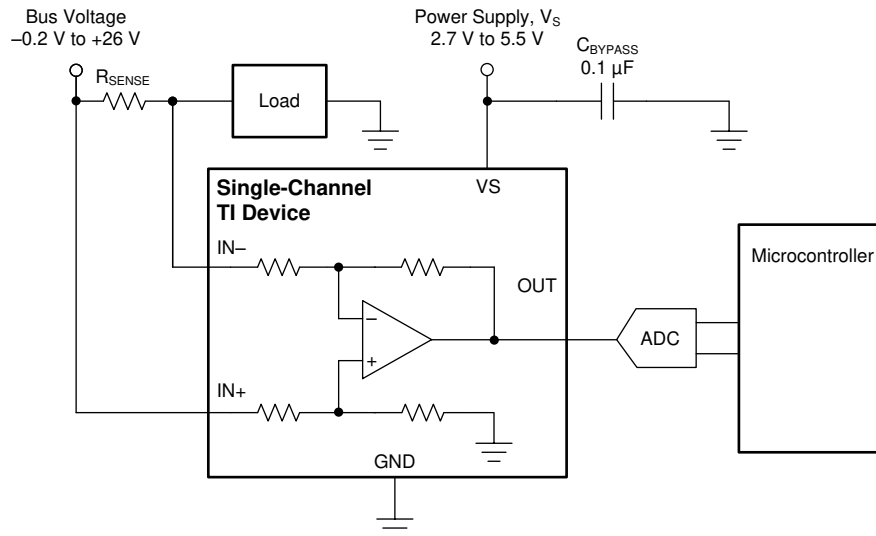 Bus Voltage
–0.2 V to +26 V
Power Supply, VS
2.7 V to 5.5 V
CBYPASS
0.1 µF
RSENSE
Load
Single-Channel
TI Device
VS
IN–
OUT
–
+
IN+
GND
ADC
Microcontroller